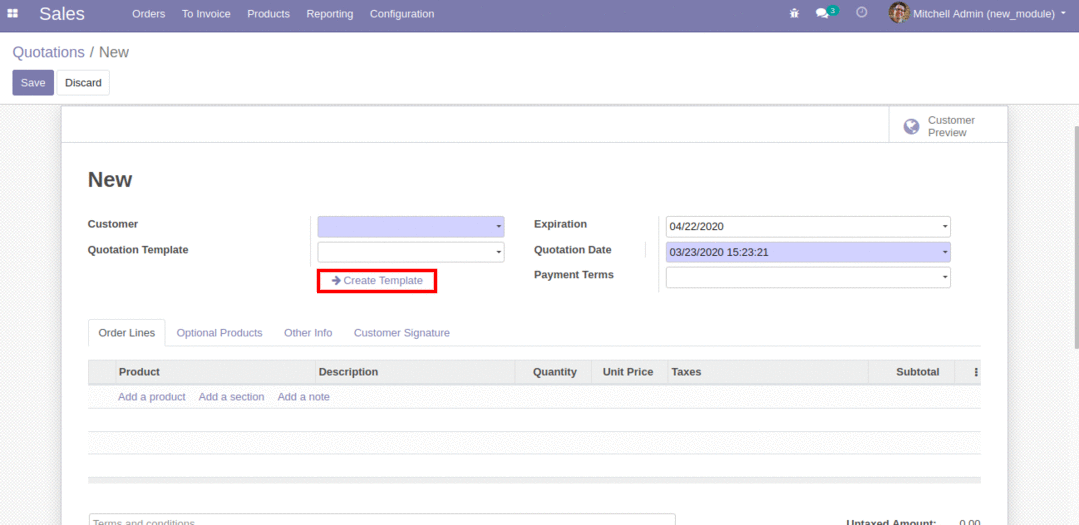 Sales Orders To Invoice Products Reporting Configuration 3 Mitchell Admin (new_module)
Quotations / New
Save Discard
Customer Preview
New
Customer Expiration 04/22/2020
Quotation Template Quotation Date 03/23/2020 15:23:21
Create Template Payment Terms
Order Lines Optional Products Other Info Customer Signature
Product Description Quantity Unit Price Taxes Subtotal
Add a product Add a section Add a note
Terms and conditions Untaxed Amount: 0.00